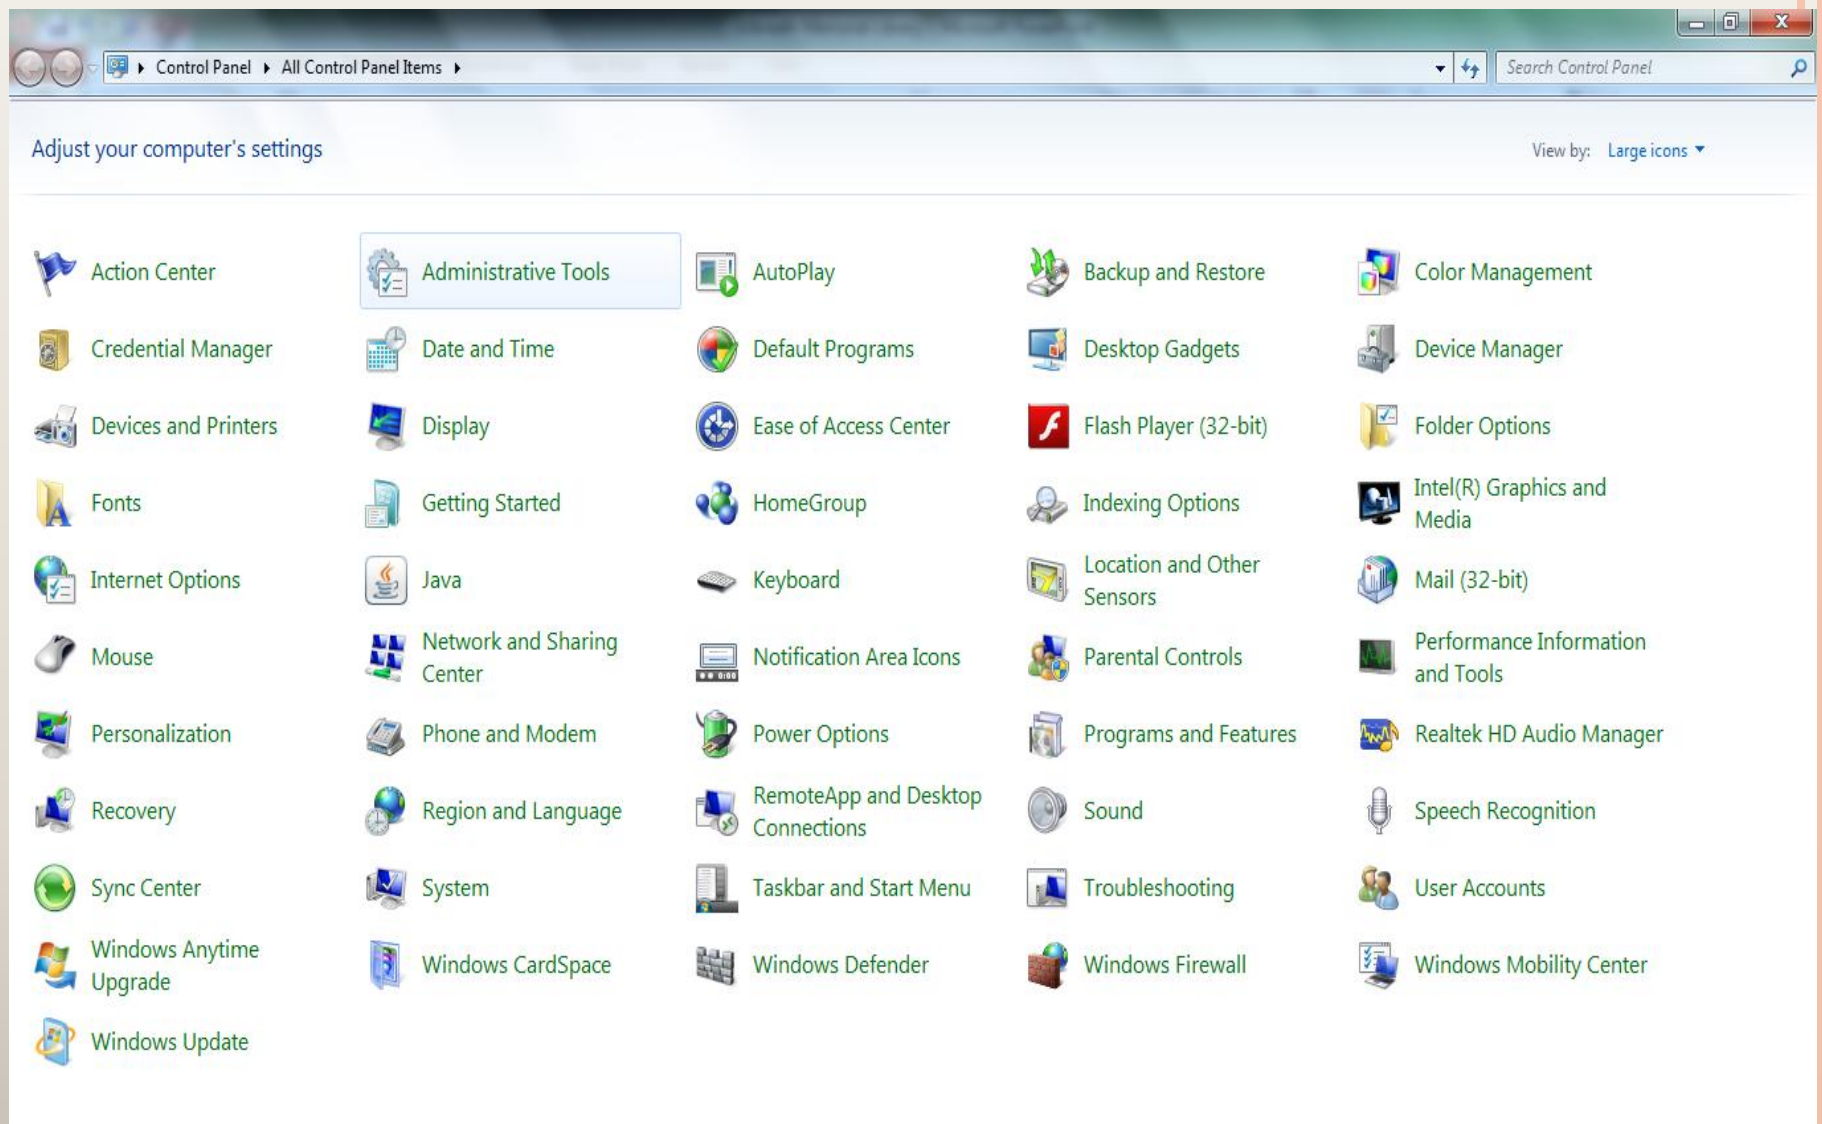 Control Panel All Control Panel Items
Search Control Panel
Adjust your computer's settings
View by: Large icons
Action Center
Administrative Tools
AutoPlay
Backup and Restore
Color Management
Credential Manager
Date and Time
Default Programs
Desktop Gadgets
Device Manager
Devices and Printers
Display
Ease of Access Center
Flash Player (32-bit)
Folder Options
Fonts
Getting Started
HomeGroup
Indexing Options
Intel(R) Graphics and
Media
Internet Options
Java
Keyboard
Location and Other
Sensors
Mail (32-bit)
Mouse
Network and Sharing
Center
Notification Area Icons
Parental Controls
Performance Information
and Tools
Personalization
Phone and Modem
Power Options
Programs and Features
Realtek HD Audio Manager
Recovery
Region and Language
RemoteApp and Desktop
Connections
Sound
Speech Recognition
Sync Center
System
Taskbar and Start Menu
Troubleshooting
User Accounts
Windows Anytime
Upgrade
Windows CardSpace
Windows Defender
Windows Firewall
Windows Mobility Center
Windows Update